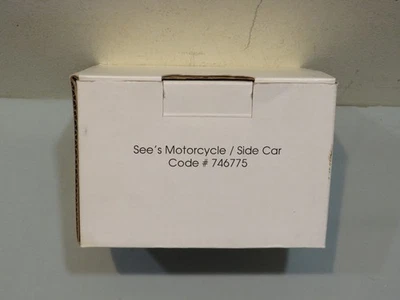 See's Motorcycle / Side Car
Code # 746775